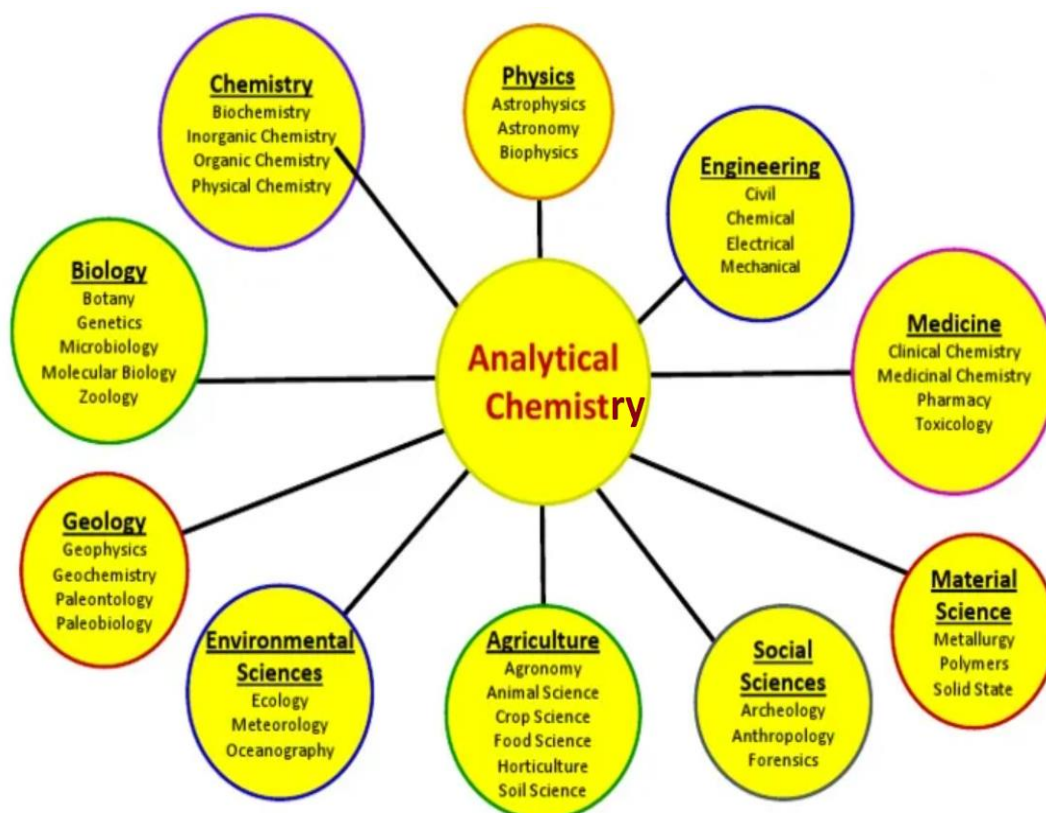 Chemistry
Biochemistry
Inorganic Chemistry
Organic Chemistry
Physical Chemistry
Physics
Astrophysics
Astronomy
Biophysics
Engineering
Civil
Chemical
Electrical
Mechanical
Biology
Botany
Genetics
Microbiology
Molecular Biology
Zoology
Analytical
Chemistry
Medicine
Clinical Chemistry
Medicinal Chemistry
Pharmacy
Toxicology
Geology
Geophysics
Geochemistry
Paleontology
Paleobiology
Environmental
Sciences
Ecology
Meteorology
Oceanography
Agriculture
Agronomy
Animal Science
Crop Science
Food Science
Horticulture
Soil Science
Social
Sciences
Archeology
Anthropology
Forensics
Material
Science
Metallurgy
Polymers
Solid State